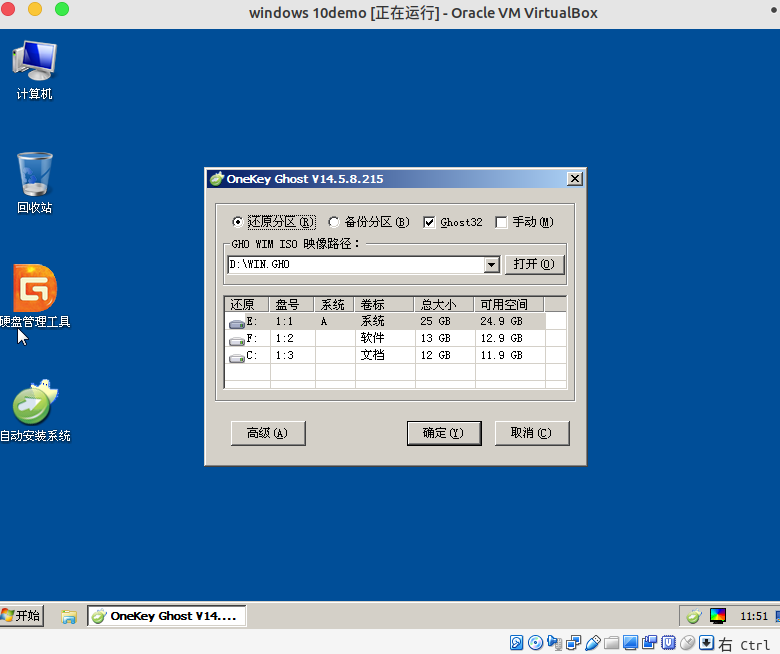 windows 10demo [正在运行] - Oracle VM VirtualBox
计算机
回收站
硬盘管理工具
自动安装系统
OneKey Ghost V14.5.8.215
还原分区(R) 备份分区(B) Ghost32 手动(M)
GHO WIM ISO 映像路径：
D:\WIN.GHO 打开(O)
还原 盘号 系统 卷标 总大小 可用空间
E: 1:1 A 系统 25 GB 24.9 GB
F: 1:2 软件 13 GB 12.9 GB
C: 1:3 文档 12 GB 11.9 GB
高级(A) 确定(Y) 取消(C)
开始 OneKey Ghost V14.... 11:51
右 Ctrl